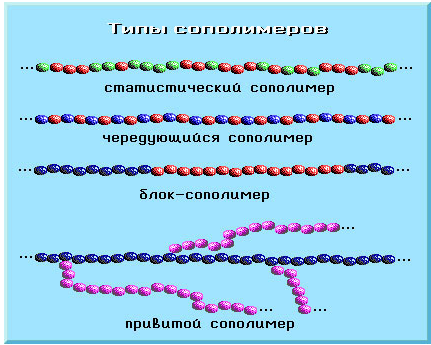 Типы сополимеров
статистический сополимер
чередующийся сополимер
блок-сополимер
привитой сополимер